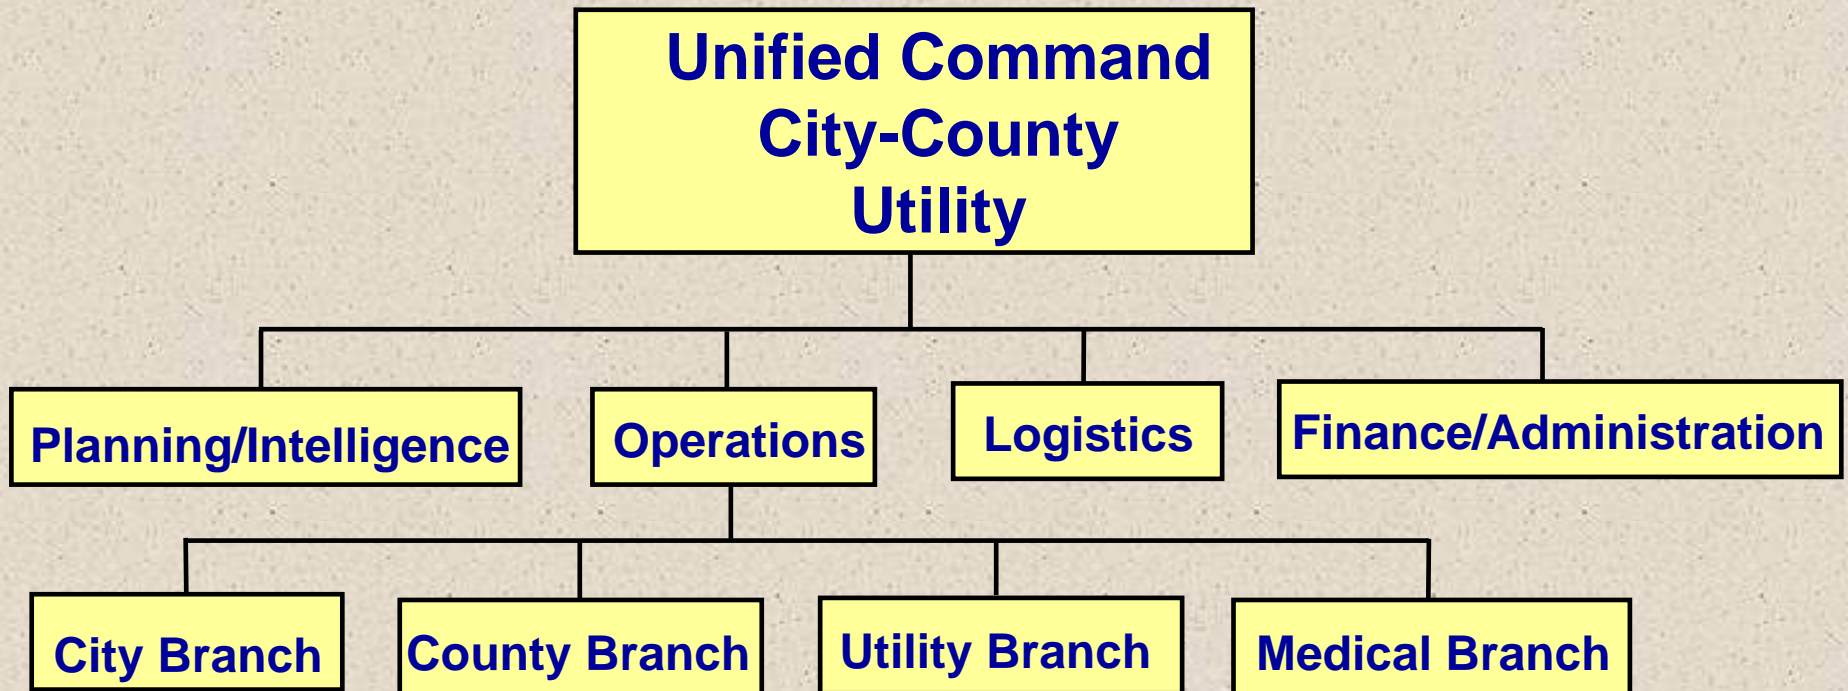 Unified Command
City-County
Utility
Planning/Intelligence
Operations
Logistics
Finance/Administration
City Branch
County Branch
Utility Branch
Medical Branch